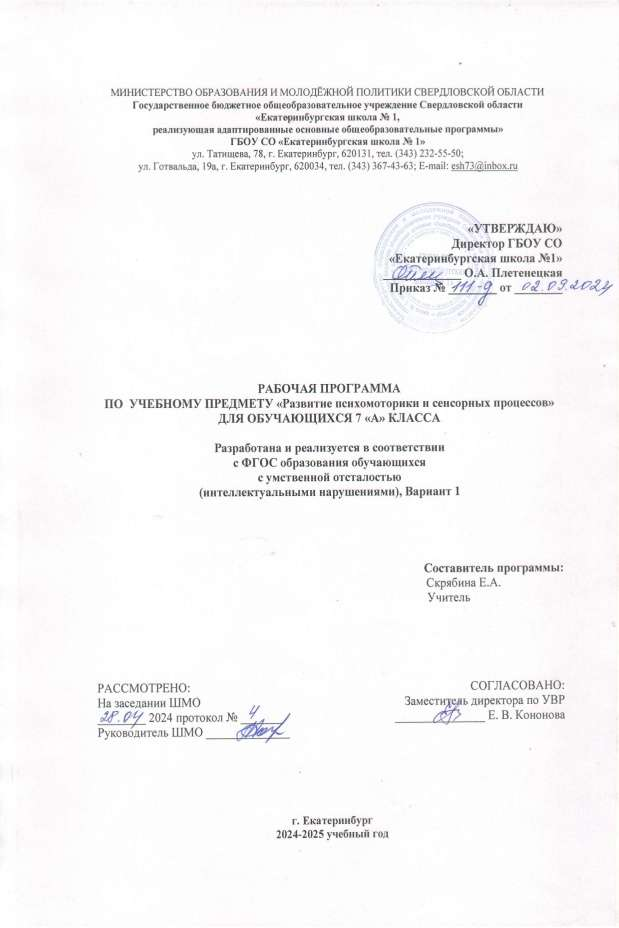 МИНИСТЕРСТВО ОБРАЗОВАНИЯ И МОЛОДЁЖНОЙ ПОЛИТИКИ СВЕРДЛОВСКОЙ ОБЛАСТИ
Государственное бюджетное общеобразовательное учреждение Свердловской области
«Екатеринбургская школа № 1,
реализующая адаптированные основные общеобразовательные программы»
ГБОУ СО «Екатеринбургская школа № 1»
ул. Татищева, 78, г. Екатеринбург, 620131, тел. (343) 232-55-50;
ул. Готвальда, 19а, г. Екатеринбург, 620034, тел. (343) 367-43-63; E-mail: esh73@inbox.ru
«УТВЕРЖДАЮ»
Директор ГБОУ СО
«Екатеринбургская школа №1»
О.А. Плетенецкая
Приказ № 111-д от 02.09.2024
РАБОЧАЯ ПРОГРАММА
ПО УЧЕБНОМУ ПРЕДМЕТУ «Развитие психомоторики и сенсорных процессов»
ДЛЯ ОБУЧАЮЩИХСЯ 7 «А» КЛАССА
Разработана и реализуется в соответствии
с ФГОС образования обучающихся
с умственной отсталостью
(интеллектуальными нарушениями), Вариант 1
Составитель программы:
Скрябина Е.А.
Учитель
РАССМОТРЕНО:
На заседании ШМО
28.04 2024 протокол № 4
Руководитель ШМО
СОГЛАСОВАНО:
Заместитель директора по УВР
Е. В. Кононова
г. Екатеринбург
2024-2025 учебный год